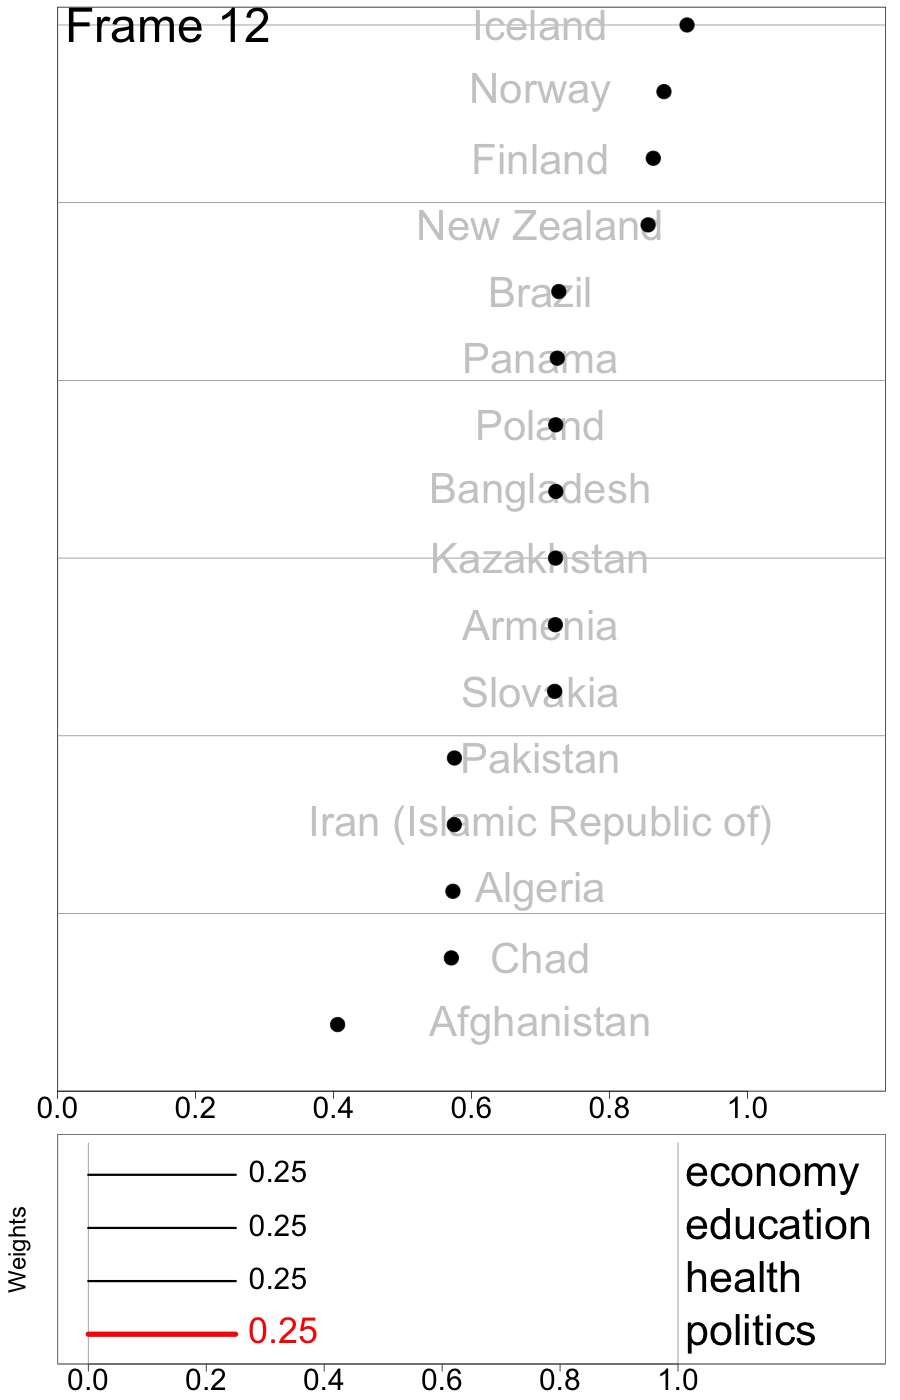 Frame 12
Iceland
Norway
Finland
New Zealand
Brazil
Panama
Poland
Bangladesh
Kazakhstan
Armenia
Slovakia
Pakistan
Iran (Islamic Republic of)
Algeria
Chad
Afghanistan
0.0 0.2 0.4 0.6 0.8 1.0
Weights
0.25 economy
0.25 education
0.25 health
0.25 politics
0.0 0.2 0.4 0.6 0.8 1.0